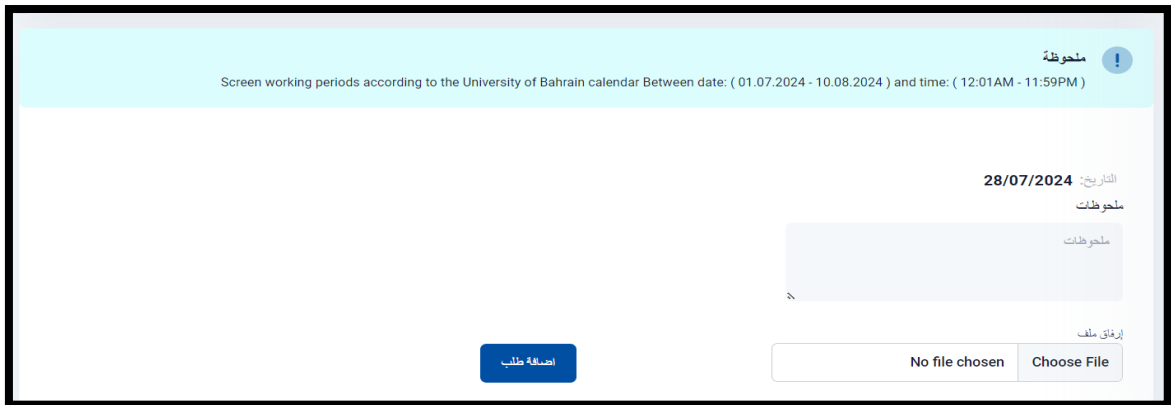 ملحوظة
Screen working periods according to the University of Bahrain calendar Between date: ( 01.07.2024 - 10.08.2024 ) and time: ( 12:01AM - 11:59PM )
التاريخ: 28/07/2024
ملحوظات
ملحوظات
إرفاق ملف
Choose File No file chosen
اضافة طلب